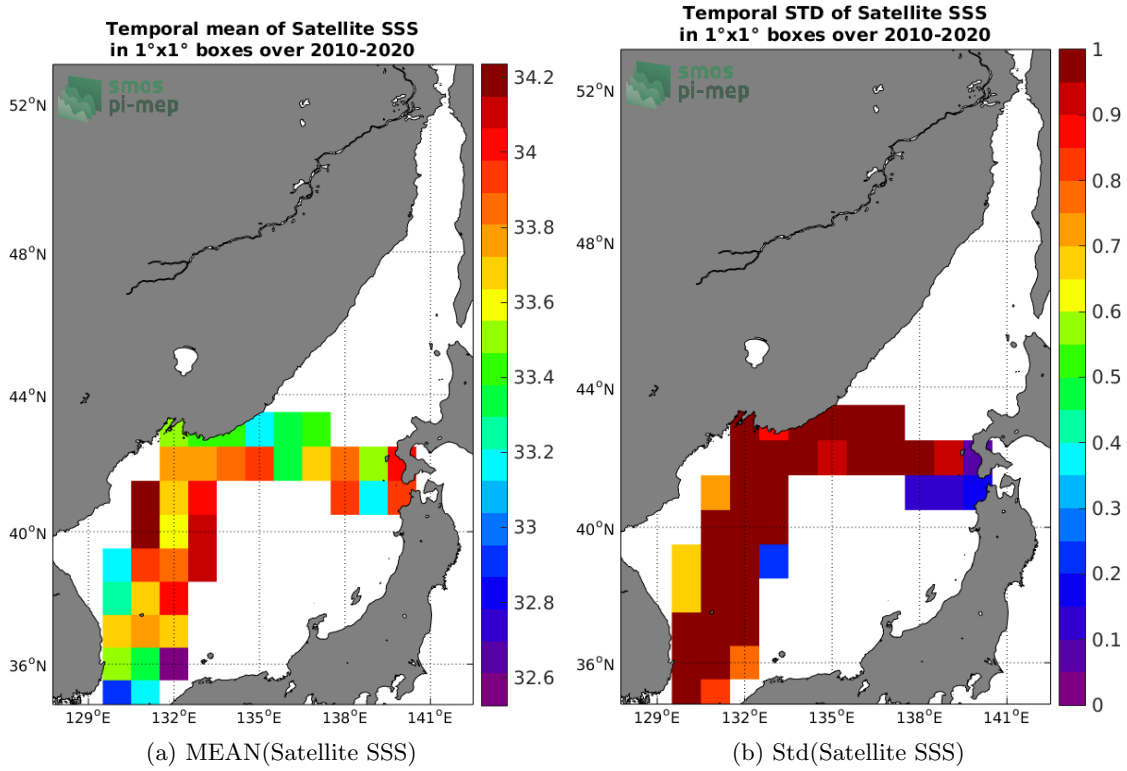 Temporal mean of Satellite SSS
in 1°x1° boxes over 2010-2020
smos
pi-mep
52°N
48°N
44°N
40°N
36°N
129°E
132°E
135°E
138°E
141°E
34.2
34
33.8
33.6
33.4
33.2
33
32.8
32.6
(a) MEAN(Satellite SSS)
Temporal STD of Satellite SSS
in 1°x1° boxes over 2010-2020
smos
pi-mep
52°N
48°N
44°N
40°N
36°N
129°E
132°E
135°E
138°E
141°E
1
0.9
0.8
0.7
0.6
0.5
0.4
0.3
0.2
0.1
0
(b) Std(Satellite SSS)